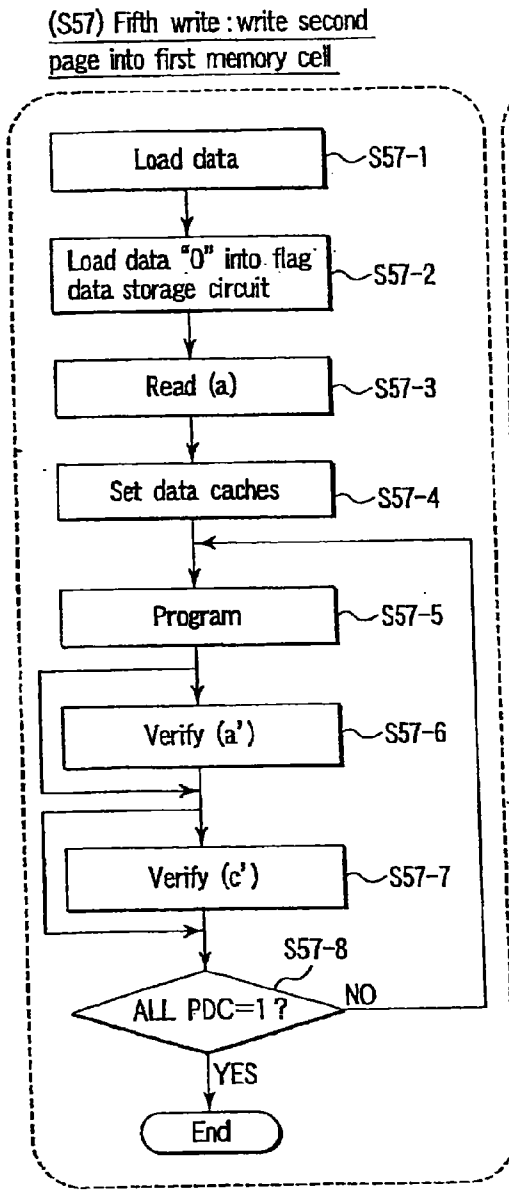 (S57) Fifth write : write second
page into first memory cell
Load data
S57-1
Load data "0" into flag
data storage circuit
S57-2
Read (a)
S57-3
Set data caches
S57-4
Program
S57-5
Verify (a')
S57-6
Verify (c')
S57-7
S57-8
ALL PDC=1 ?
NO
YES
End